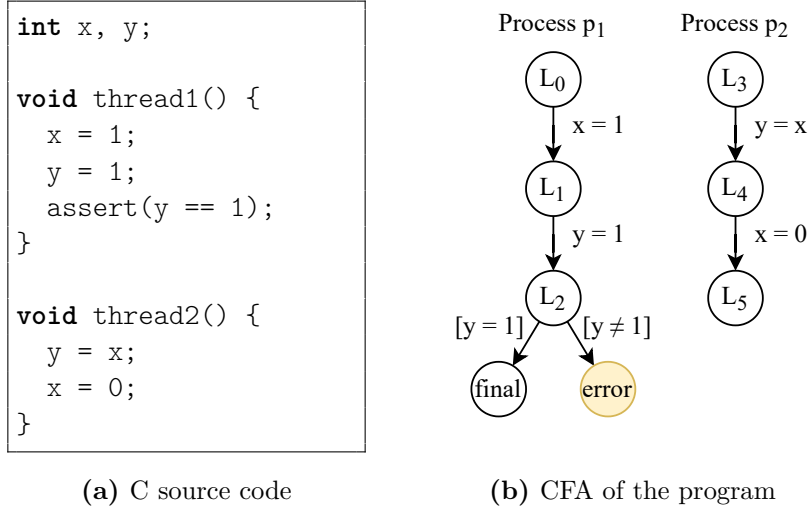 int x, y;
void thread1() {
x = 1;
y = 1;
assert(y == 1);
}
void thread2() {
y = x;
x = 0;
}
(a) C source code
Process p₁
L₀
x = 1
L₁
y = 1
L₂
[y = 1]
[y ≠ 1]
final
error
Process p₂
L₃
y = x
L₄
x = 0
L₅
(b) CFA of the program